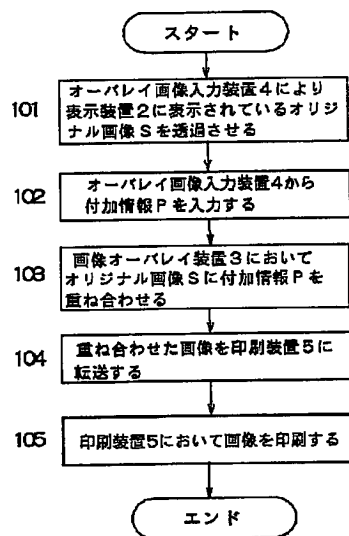 スタート
101
オーバレイ画像入力装置4により
表示装置2に表示されているオリジ
ナル画像Sを透過させる
102
オーバレイ画像入力装置4から
付加情報Pを入力する
103
画像オーバレイ装置3において
オリジナル画像Sに付加情報Pを
重ね合わせる
104
重ね合わせた画像を印刷装置5に
転送する
105
印刷装置5において画像を印刷する
エンド